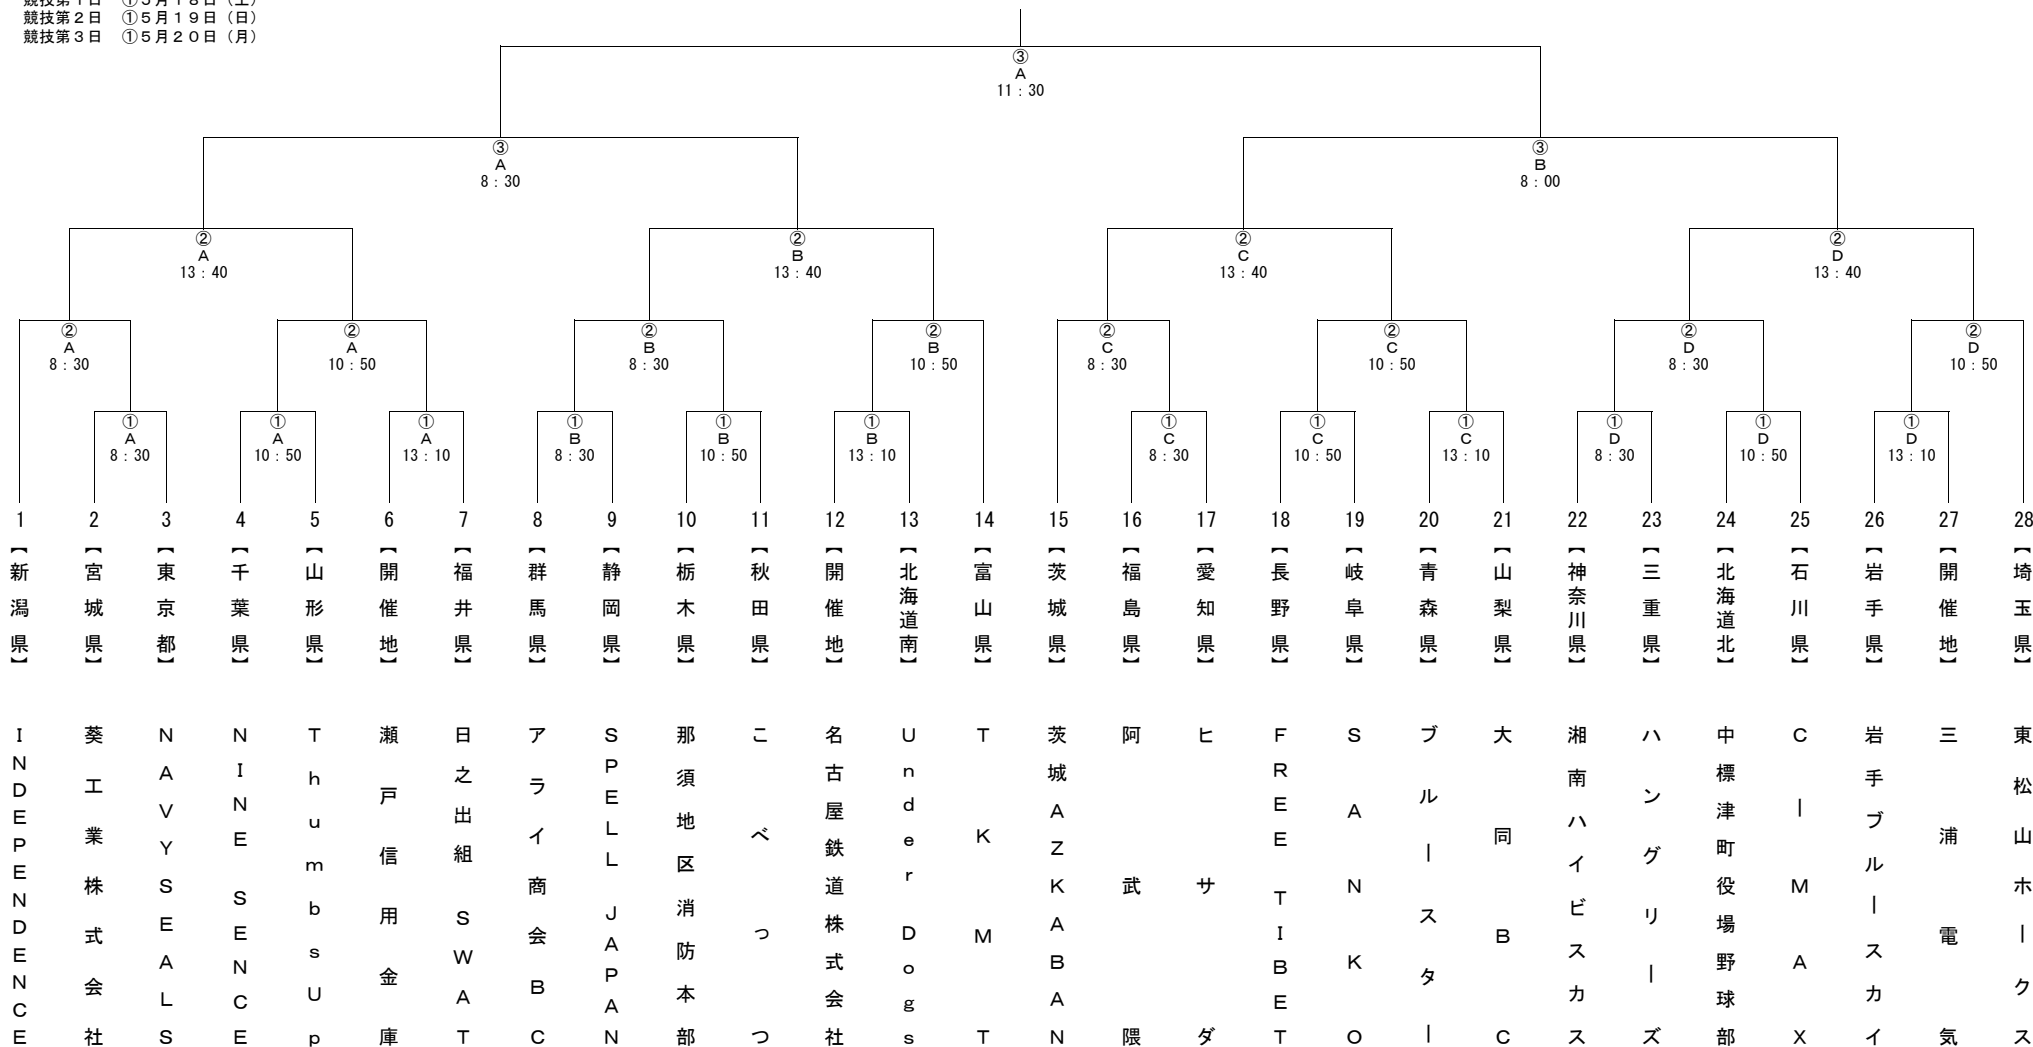 競技第１日　①５月１８日（土）
競技第２日　①５月１９日（日）
競技第３日　①５月２０日（月）
③
A
11：30
③
A
8：30
③
B
8：00
②
A
13：40
②
B
13：40
②
C
13：40
②
D
13：40
②
A
8：30
②
A
10：50
②
B
8：30
②
B
10：50
②
C
8：30
②
C
10：50
②
D
8：30
②
D
10：50
①
A
8：30
①
A
10：50
①
A
13：10
①
B
8：30
①
B
10：50
①
B
13：10
①
C
8：30
①
C
10：50
①
C
13：10
①
D
8：30
①
D
10：50
①
D
13：10
1
【新潟県】
INDEPENDENCE
2
【宮城県】
葵工業株式会社
3
【東京都】
NAVYSEALS
4
【千葉県】
NINE SENCE
5
【山形県】
ThumbsUp
6
【開催地】
瀬戸信用金庫
7
【福井県】
日之出組 SWAT
8
【群馬県】
アライ商会BC
9
【静岡県】
SPELL JAPAN
10
【栃木県】
那須地区消防本部
11
【秋田県】
こべっつ
12
【開催地】
名古屋鉄道株式会社
13
【北海道南】
Under Dogs
14
【富山県】
TKMT
15
【茨城県】
茨城AZKABAN
16
【福島県】
阿武隈
17
【愛知県】
ヒサダ
18
【長野県】
FREE TIBET
19
【岐阜県】
SANKO
20
【青森県】
ブルースター
21
【山梨県】
大同BC
22
【神奈川県】
湘南ハイビスカス
23
【三重県】
ハングリーズ
24
【北海道北】
中標津町役場野球部
25
【石川県】
CーMAX
26
【岩手県】
岩手ブルースカイ
27
【開催地】
三浦電気
28
【埼玉県】
東松山ホークス